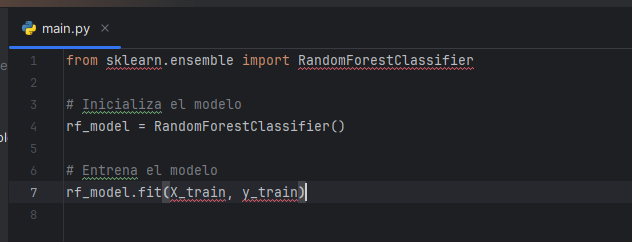 main.py
1 from sklearn.ensemble import RandomForestClassifier
2
3 # Inicializa el modelo
4 rf_model = RandomForestClassifier()
5
6 # Entrena el modelo
7 rf_model.fit(X_train, y_train)
8